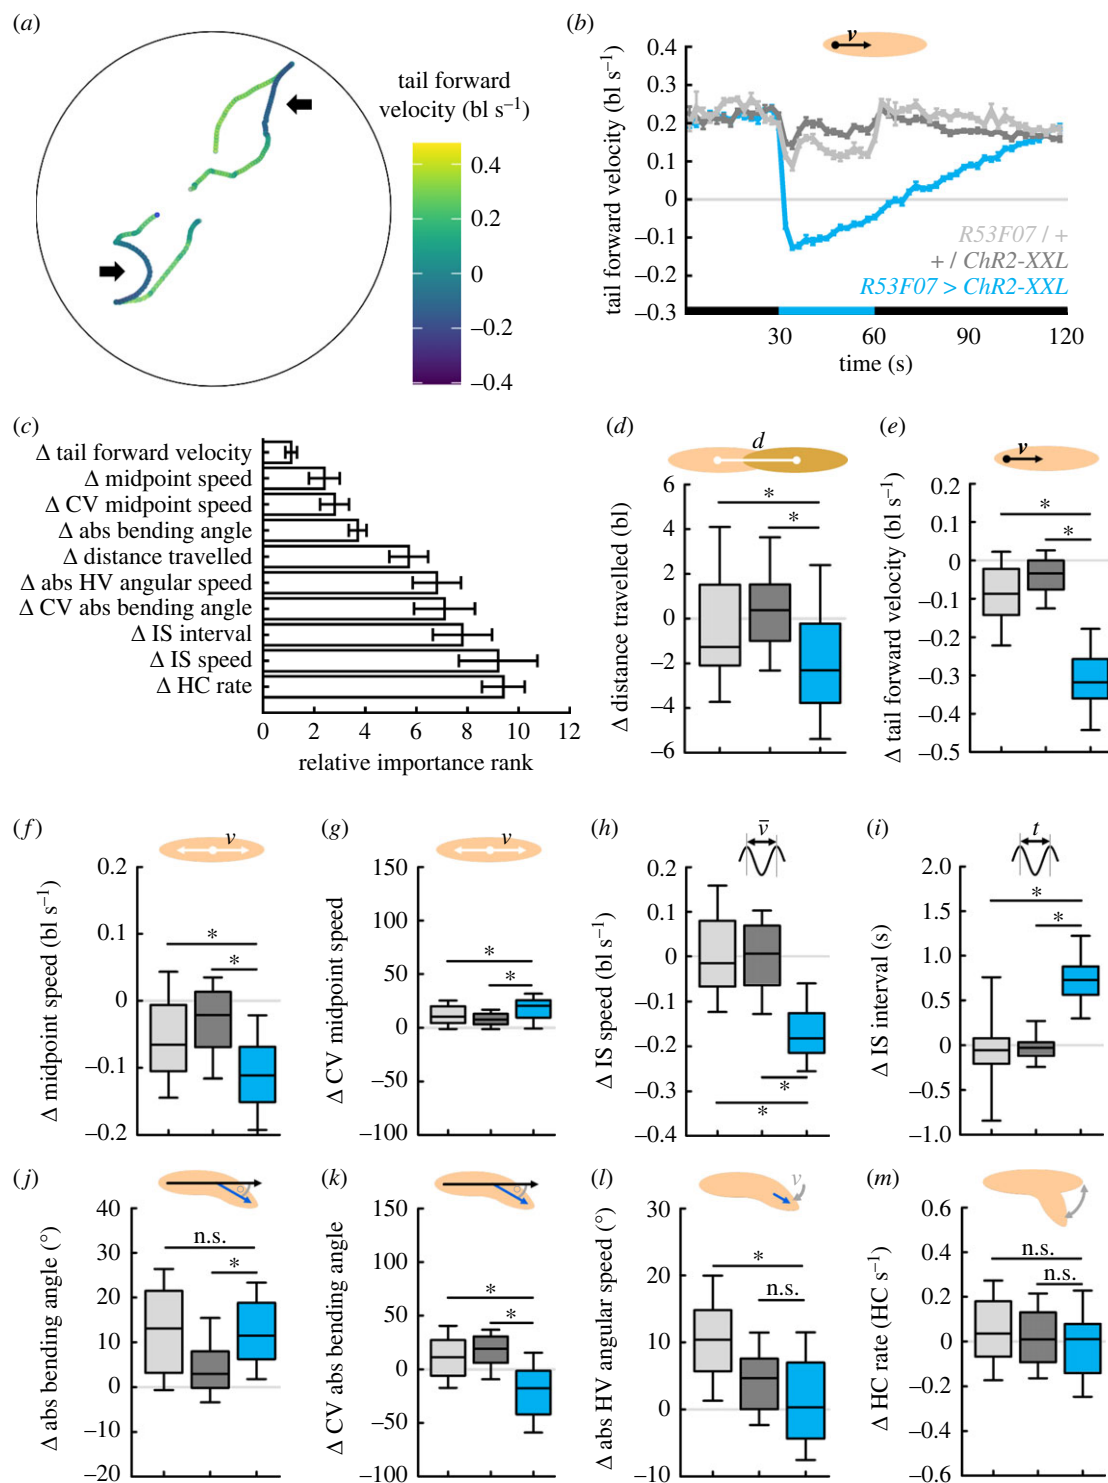 (a)
tail forward
velocity (bl s⁻¹)
0.4
0.2
0
–0.2
–0.4
(b)
v
tail forward velocity (bl s⁻¹)
0.4
0.3
0.2
0.1
0
–0.1
–0.2
–0.3
R53F07 / +
+ / ChR2-XXL
R53F07 > ChR2-XXL
30
60
90
120
time (s)
(c)
Δ tail forward velocity
Δ midpoint speed
Δ CV midpoint speed
Δ abs bending angle
Δ distance travelled
Δ abs HV angular speed
Δ CV abs bending angle
Δ IS interval
Δ IS speed
Δ HC rate
0 2 4 6 8 10 12
relative importance rank
(d)
d
Δ distance travelled (bl)
6
4
2
0
–2
–4
–6
*
*
(e)
v
Δ tail forward velocity (bl s⁻¹)
0.2
0.1
0
–0.1
–0.2
–0.3
–0.4
–0.5
*
*
(f)
v
Δ midpoint speed (bl s⁻¹)
0.2
0.1
0
–0.1
–0.2
*
*
(g)
v
Δ CV midpoint speed
150
100
50
0
–50
–100
*
*
(h)
v̄
Δ IS speed (bl s⁻¹)
0.2
0.1
0
–0.1
–0.2
–0.3
–0.4
*
*
(i)
t
Δ IS interval (s)
2.0
1.5
1.0
0.5
0
–0.5
–1.0
*
*
(j)
Δ abs bending angle (°)
40
30
20
10
0
–10
–20
n.s.
*
(k)
Δ CV abs bending angle
150
100
50
0
–50
–100
*
*
(l)
v
Δ abs HV angular speed (°)
30
20
10
0
–10
*
n.s.
(m)
Δ HC rate (HC s⁻¹)
0.6
0.4
0.2
0
–0.2
–0.4
–0.6
n.s.
n.s.